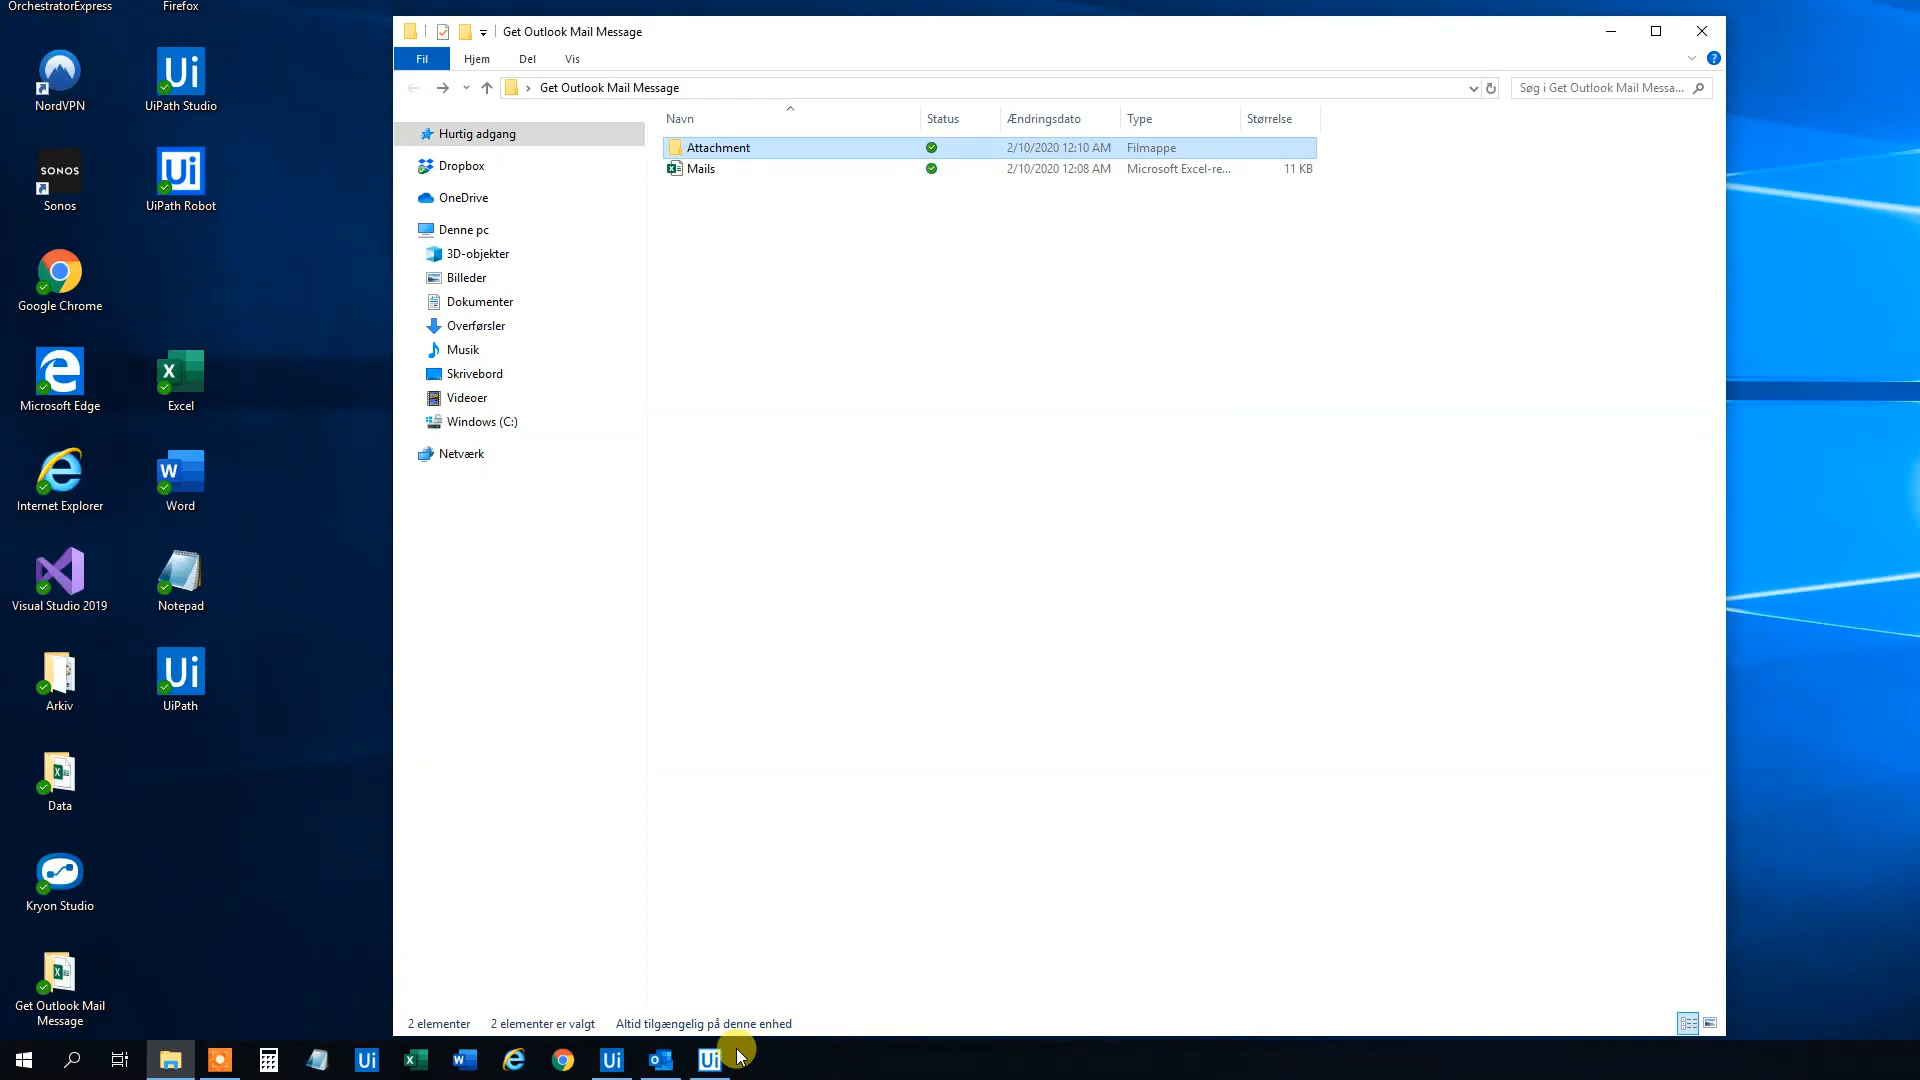 OrchestratorExpress
Firefox
NordVPN
UiPath Studio
SONOS
Sonos
UiPath Robot
Google Chrome
Microsoft Edge
Excel
Internet Explorer
Word
Visual Studio 2019
Notepad
Arkiv
UiPath
Data
Kryon Studio
Get Outlook Mail
Message
Get Outlook Mail Message
Fil
Hjem
Del
Vis
Get Outlook Mail Message
Søg i Get Outlook Mail Messa...
Hurtig adgang
Dropbox
OneDrive
Denne pc
3D-objekter
Billeder
Dokumenter
Overførsler
Musik
Skrivebord
Videoer
Windows (C:)
Netværk
Navn
Status
Ændringsdato
Type
Størrelse
Attachment
2/10/2020 12:10 AM
Filmappe
Mails
2/10/2020 12:08 AM
Microsoft Excel-re...
11 KB
2 elementer
2 elementer er valgt
Altid tilgængelig på denne enhed